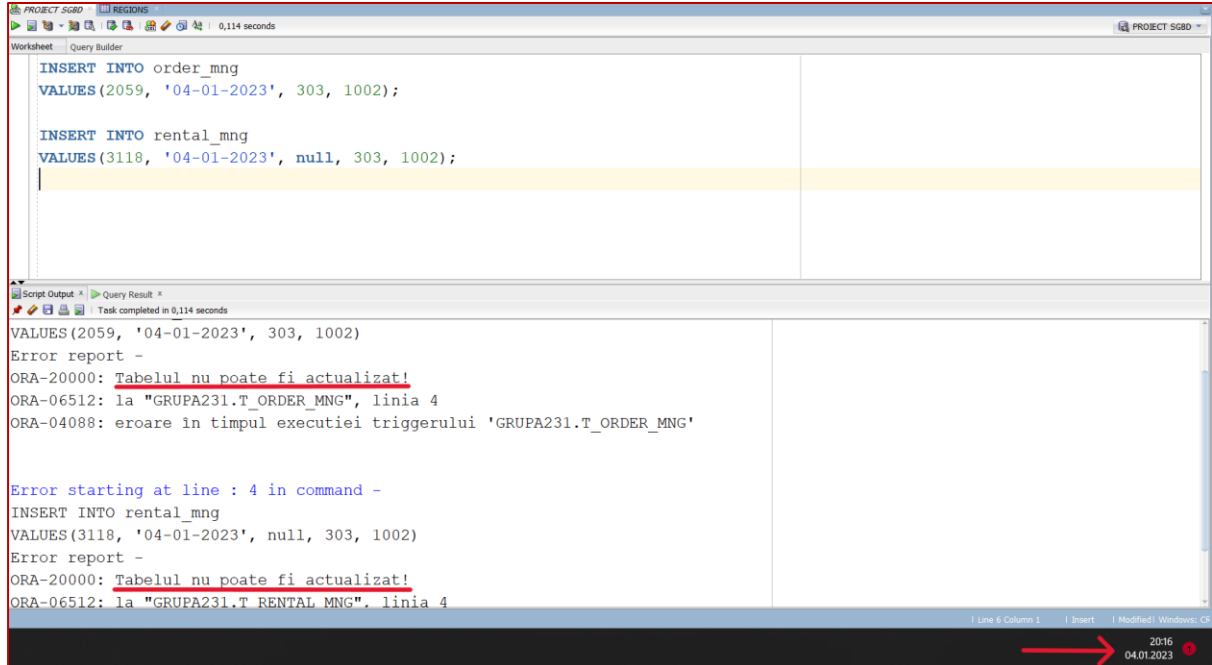 PROJECT SGBD × REGIONS ×
0,114 seconds
PROJECT SGBD
Worksheet Query Builder
INSERT INTO order_mng
VALUES(2059, '04-01-2023', 303, 1002);
INSERT INTO rental_mng
VALUES(3118, '04-01-2023', null, 303, 1002);
Script Output × Query Result ×
Task completed in 0,114 seconds
VALUES(2059, '04-01-2023', 303, 1002)
Error report -
ORA-20000: Tabelul nu poate fi actualizat!
ORA-06512: la "GRUPA231.T_ORDER_MNG", linia 4
ORA-04088: eroare în timpul executiei triggerului 'GRUPA231.T_ORDER_MNG'
Error starting at line : 4 in command -
INSERT INTO rental_mng
VALUES(3118, '04-01-2023', null, 303, 1002)
Error report -
ORA-20000: Tabelul nu poate fi actualizat!
ORA-06512: la "GRUPA231.T_RENTAL_MNG", linia 4
Line 6 Column 1 Insert Modified Windows: CR
20:16
04.01.2023 1